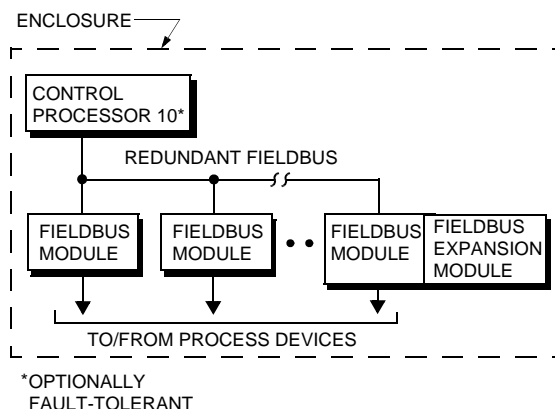 ENCLOSURE
CONTROL
PROCESSOR 10*
REDUNDANT FIELDBUS
FIELDBUS
MODULE
FIELDBUS
MODULE
FIELDBUS
MODULE
FIELDBUS
EXPANSION
MODULE
TO/FROM PROCESS DEVICES
*OPTIONALLY
FAULT-TOLERANT